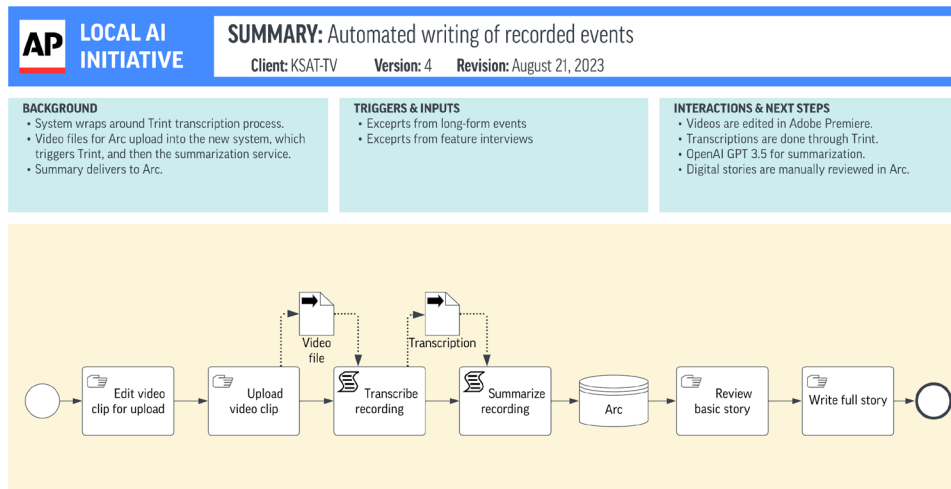 AP
LOCAL AI
INITIATIVE
SUMMARY: Automated writing of recorded events
Client: KSAT-TV Version: 4 Revision: August 21, 2023
BACKGROUND
• System wraps around Trint transcription process.
• Video files for Arc upload into the new system, which
triggers Trint, and then the summarization service.
• Summary delivers to Arc.
TRIGGERS & INPUTS
• Exceprts from long-form events
• Exceprts from feature interviews
INTERACTIONS & NEXT STEPS
• Videos are edited in Adobe Premiere.
• Transcriptions are done through Trint.
• OpenAI GPT 3.5 for summarization.
• Digital stories are manually reviewed in Arc.
Video
file
Transcription
Edit video
clip for upload
Upload
video clip
Transcribe
recording
Summarize
recording
Arc
Review
basic story
Write full story